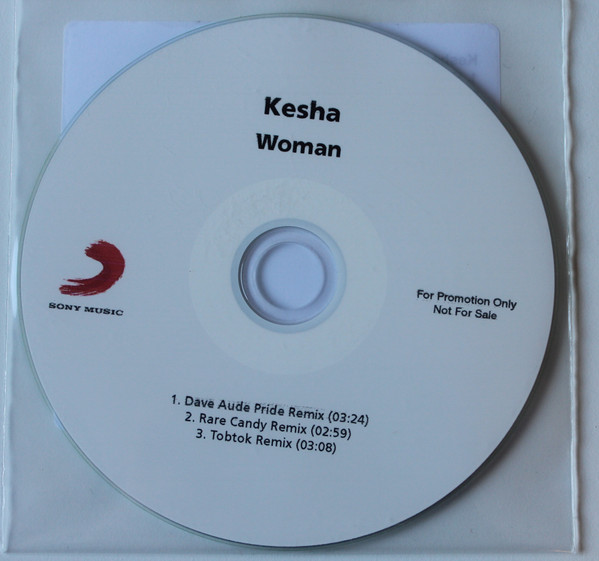 Kesha
Woman
SONY MUSIC
For Promotion Only
Not For Sale
1. Dave Aude Pride Remix (03:24)
2. Rare Candy Remix (02:59)
3. Tobtok Remix (03:08)